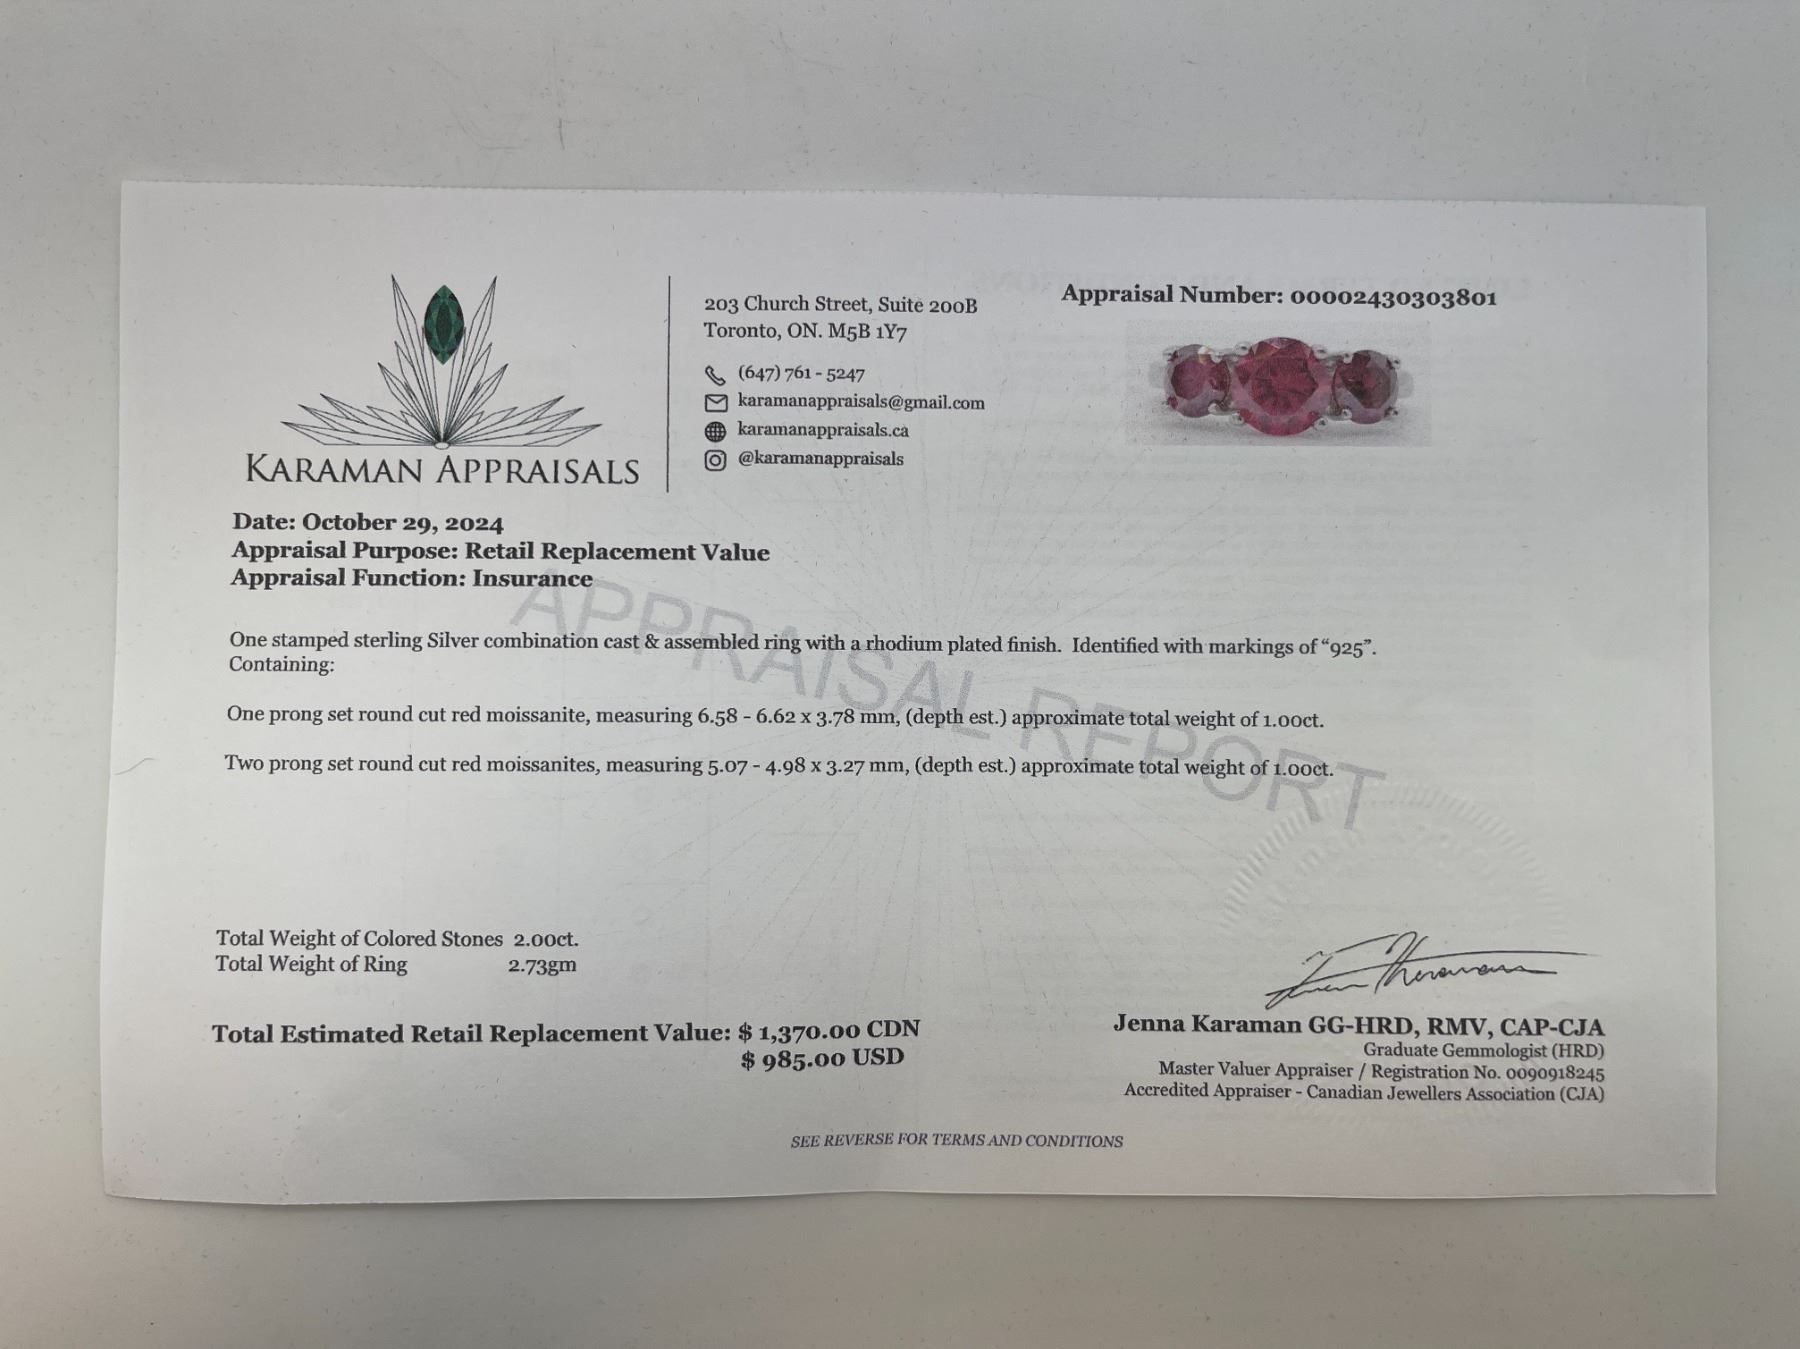 203 Church Street, Suite 200B
Toronto, ON. M5B 1Y7
(647) 761 - 5247
karamanappraisals@gmail.com
karamanappraisals.ca
@karamanappraisals
KARAMAN APPRAISALS
Appraisal Number: 00002430303801
Date: October 29, 2024
Appraisal Purpose: Retail Replacement Value
Appraisal Function: Insurance
APPRAISAL REPORT
One stamped sterling Silver combination cast & assembled ring with a rhodium plated finish. Identified with markings of “925”.
Containing:
One prong set round cut red moissanite, measuring 6.58 - 6.62 x 3.78 mm, (depth est.) approximate total weight of 1.00ct.
Two prong set round cut red moissanites, measuring 5.07 - 4.98 x 3.27 mm, (depth est.) approximate total weight of 1.00ct.
Total Weight of Colored Stones 2.00ct.
Total Weight of Ring 2.73gm
Total Estimated Retail Replacement Value: $ 1,370.00 CDN
$ 985.00 USD
Jenna Karaman GG-HRD, RMV, CAP-CJA
Graduate Gemmologist (HRD)
Master Valuer Appraiser / Registration No. 0090918245
Accredited Appraiser - Canadian Jewellers Association (CJA)
SEE REVERSE FOR TERMS AND CONDITIONS